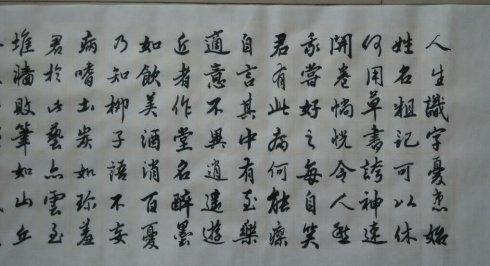 人生識字憂患始
姓名粗記可以休
何用草書誇神速
開卷惝怳令人愁
我嘗好之每自笑
君有此病何能瘳
自言其中有至樂
適意不異逍遙遊
近者作堂名醉墨
如飲美酒消百憂
乃知柳子語不妄
病嗜土炭如珍羞
君於此藝亦云至
堆牆敗筆如山丘